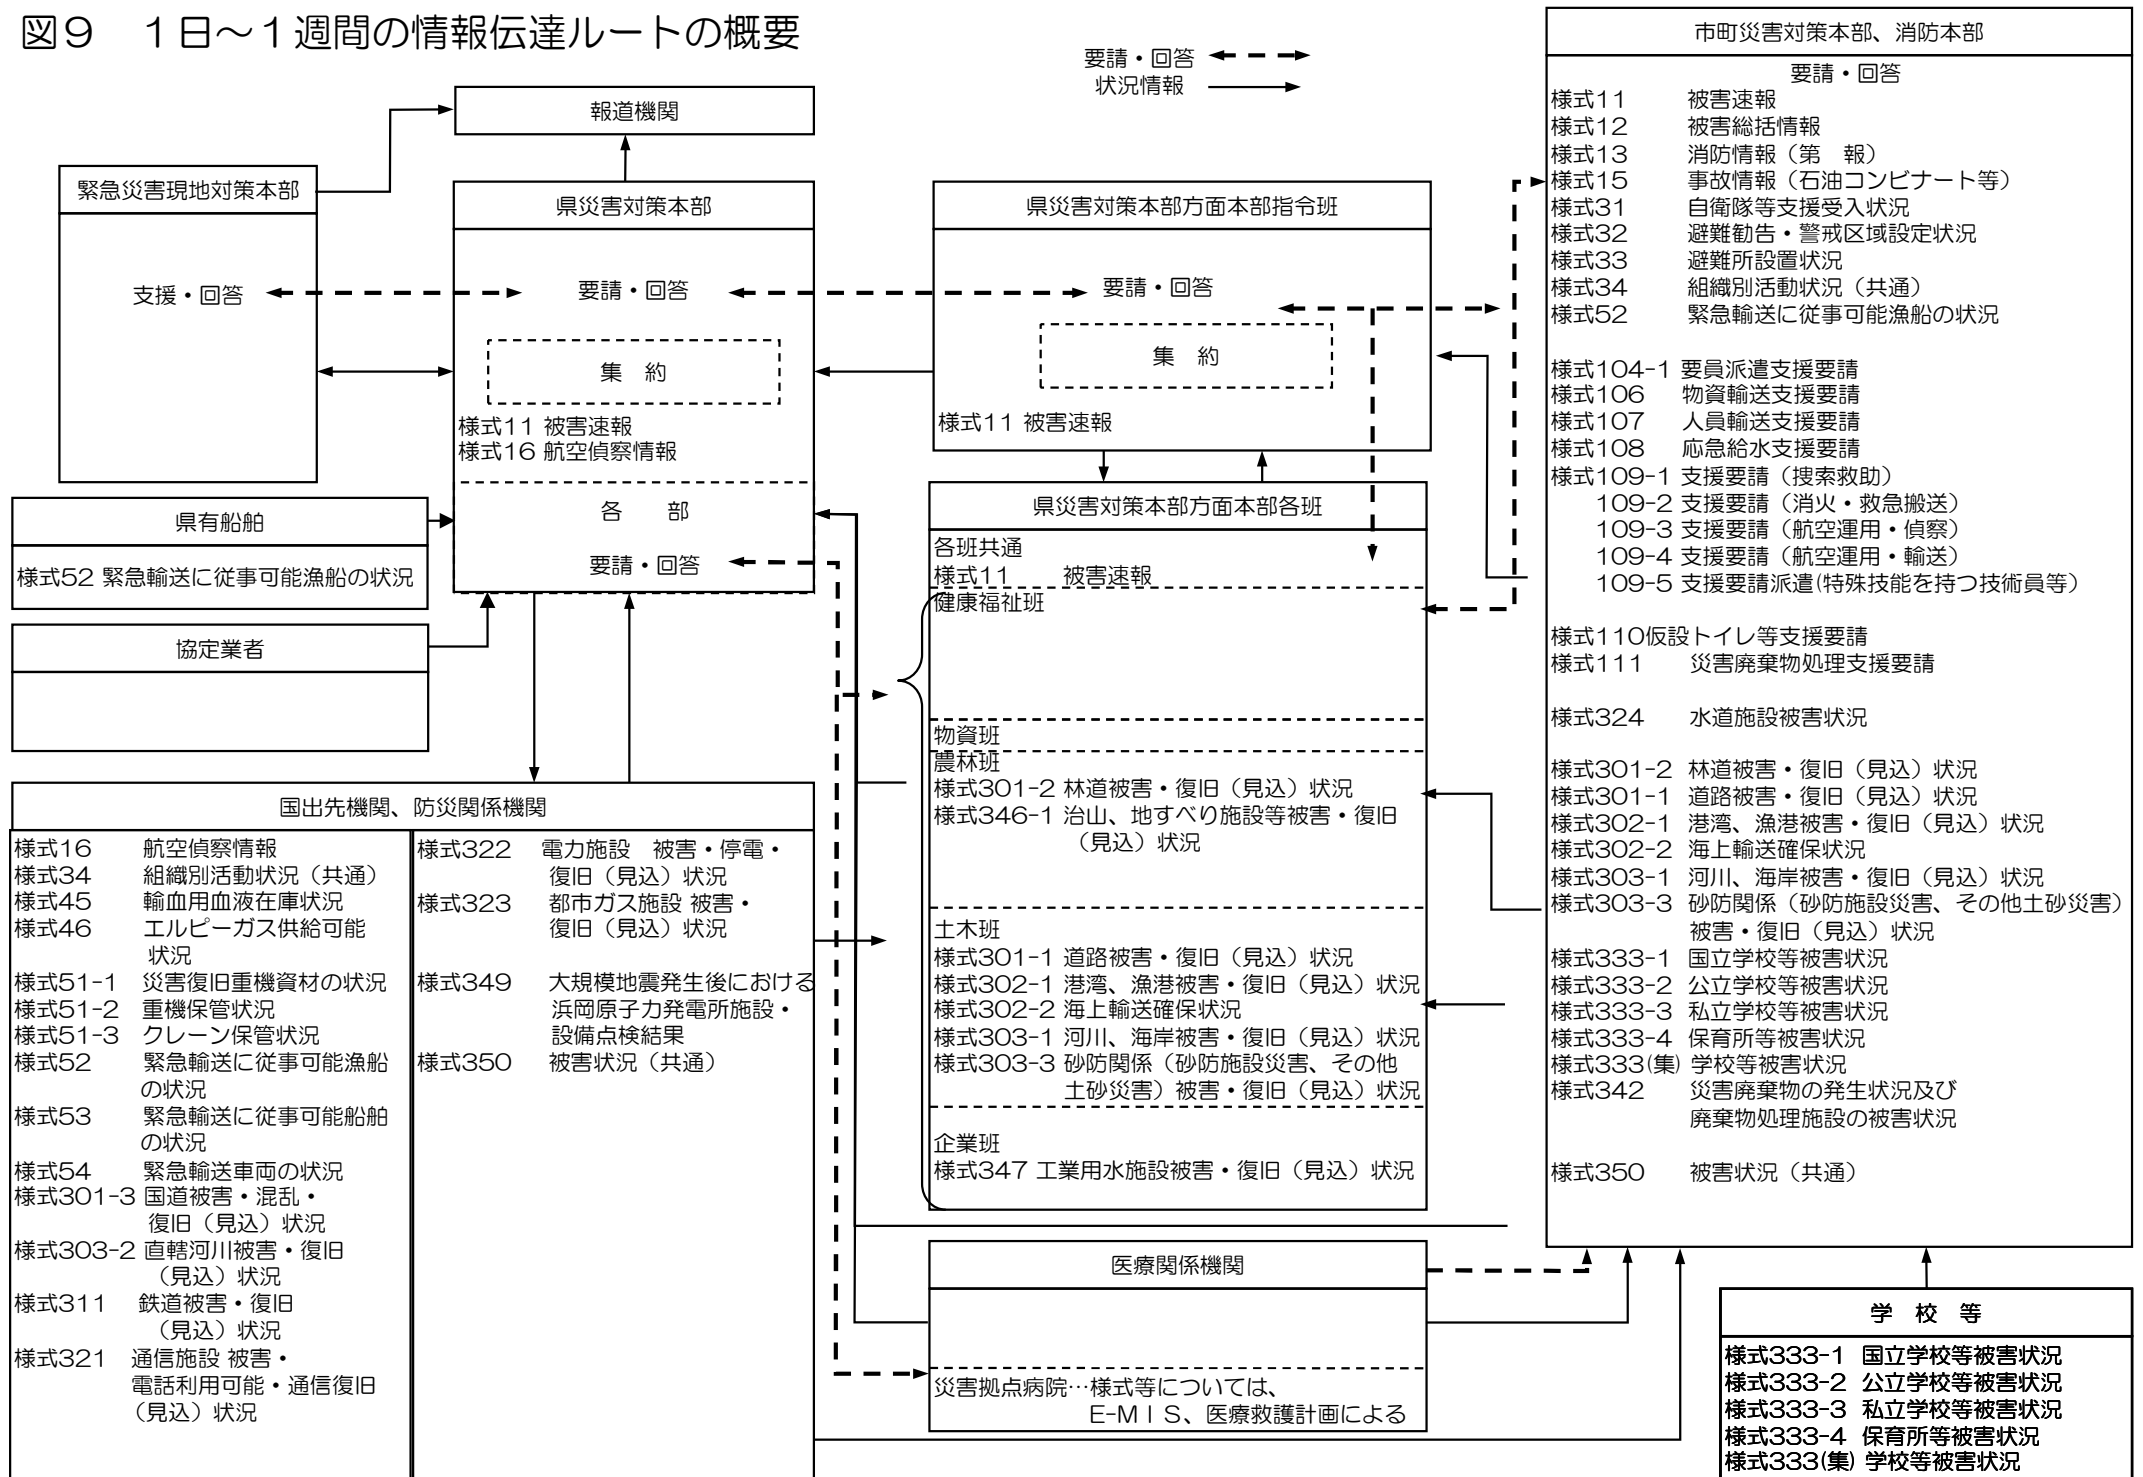 図９　１日～１週間の情報伝達ルートの概要
要請・回答
状況情報
報道機関
緊急災害現地対策本部
支援・回答
県災害対策本部
要請・回答
集　約
様式11 被害速報
様式16 航空偵察情報
各　　部
要請・回答
県災害対策本部方面本部指令班
要請・回答
集　約
様式11 被害速報
県有船舶
様式52 緊急輸送に従事可能漁船の状況
協定業者
県災害対策本部方面本部各班
各班共通
様式11　　被害速報
健康福祉班
物資班
農林班
様式301-2 林道被害・復旧（見込）状況
様式346-1 治山、地すべり施設等被害・復旧
（見込）状況
土木班
様式301-1 道路被害・復旧（見込）状況
様式302-1 港湾、漁港被害・復旧（見込）状況
様式302-2 海上輸送確保状況
様式303-1 河川、海岸被害・復旧（見込）状況
様式303-3 砂防関係（砂防施設災害、その他
土砂災害）被害・復旧（見込）状況
企業班
様式347 工業用水施設被害・復旧（見込）状況
国出先機関、防災関係機関
様式16　　航空偵察情報
様式34　　組織別活動状況（共通）
様式45　　輸血用血液在庫状況
様式46　　エルピーガス供給可能
状況
様式51-1　災害復旧重機資材の状況
様式51-2　重機保管状況
様式51-3　クレーン保管状況
様式52　　緊急輸送に従事可能漁船
の状況
様式53　　緊急輸送に従事可能船舶
の状況
様式54　　緊急輸送車両の状況
様式301-3 国道被害・混乱・
復旧（見込）状況
様式303-2 直轄河川被害・復旧
（見込）状況
様式311　鉄道被害・復旧
（見込）状況
様式321　通信施設 被害・
電話利用可能・通信復旧
（見込）状況
様式322　電力施設　被害・停電・
復旧（見込）状況
様式323　都市ガス施設 被害・
復旧（見込）状況
様式349　大規模地震発生後における
浜岡原子力発電所施設・
設備点検結果
様式350　被害状況（共通）
医療関係機関
災害拠点病院…様式等については、
E-ＭＩＳ、医療救護計画による
市町災害対策本部、消防本部
要請・回答
様式11　　被害速報
様式12　　被害総括情報
様式13　　消防情報（第　報）
様式15　　事故情報（石油コンビナート等）
様式31　　自衛隊等支援受入状況
様式32　　避難勧告・警戒区域設定状況
様式33　　避難所設置状況
様式34　　組織別活動状況（共通）
様式52　　緊急輸送に従事可能漁船の状況
様式104-1 要員派遣支援要請
様式106　物資輸送支援要請
様式107　人員輸送支援要請
様式108　応急給水支援要請
様式109-1 支援要請（捜索救助）
109-2 支援要請（消火・救急搬送）
109-3 支援要請（航空運用・偵察）
109-4 支援要請（航空運用・輸送）
109-5 支援要請派遣(特殊技能を持つ技術員等）
様式110仮設トイレ等支援要請
様式111　　災害廃棄物処理支援要請
様式324　　水道施設被害状況
様式301-2 林道被害・復旧（見込）状況
様式301-1 道路被害・復旧（見込）状況
様式302-1 港湾、漁港被害・復旧（見込）状況
様式302-2 海上輸送確保状況
様式303-1 河川、海岸被害・復旧（見込）状況
様式303-3 砂防関係（砂防施設災害、その他土砂災害）
被害・復旧（見込）状況
様式333-1 国立学校等被害状況
様式333-2 公立学校等被害状況
様式333-3 私立学校等被害状況
様式333-4 保育所等被害状況
様式333(集) 学校等被害状況
様式342　　災害廃棄物の発生状況及び
廃棄物処理施設の被害状況
様式350　　被害状況（共通）
学　校　等
様式333-1 国立学校等被害状況
様式333-2 公立学校等被害状況
様式333-3 私立学校等被害状況
様式333-4 保育所等被害状況
様式333(集) 学校等被害状況